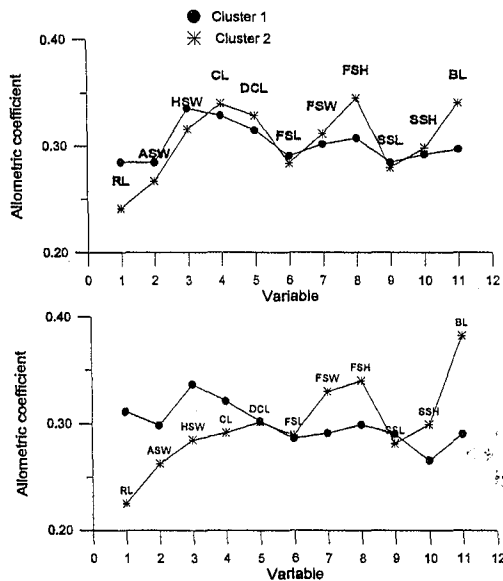 Cluster 1
Cluster 2
0.40
0.30
0.20
Allometric coefficient
RL
ASW
HSW
CL
DCL
FSL
FSW
FSH
SSL
SSH
BL
0 1 2 3 4 5 6 7 8 9 10 11 12
Variable
0.40
0.30
0.20
Allometric coefficient
RL
ASW
HSW
CL
DCL
FSL
FSW
FSH
SSL
SSH
BL
0 1 2 3 4 5 6 7 8 9 10 11 12
Variable